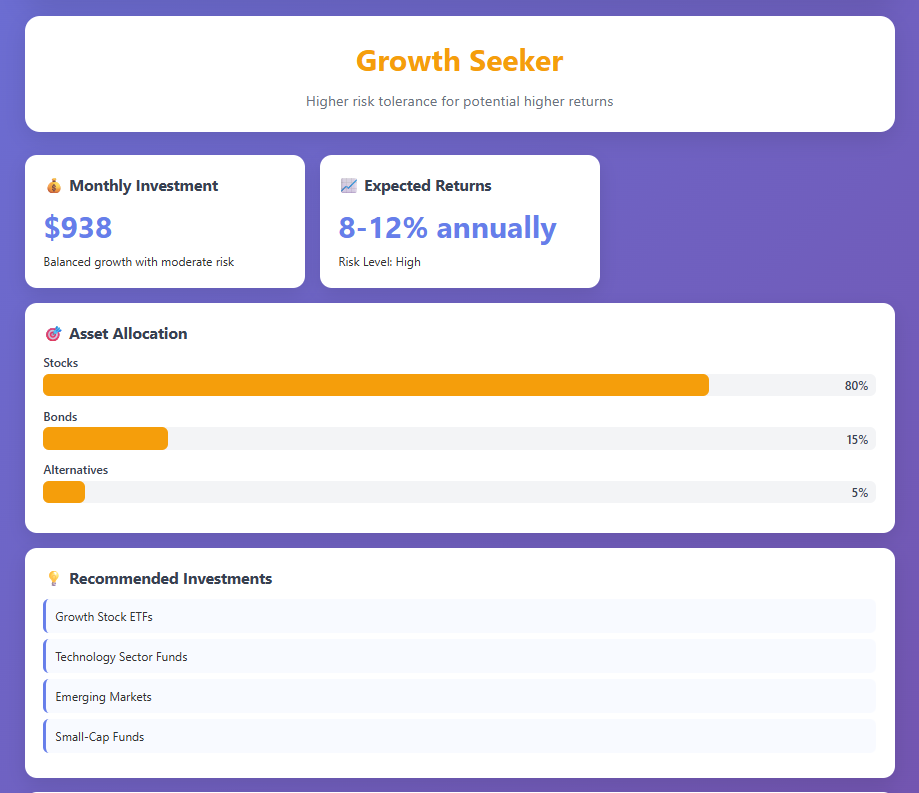 Growth Seeker
Higher risk tolerance for potential higher returns
Monthly Investment
$938
Balanced growth with moderate risk
Expected Returns
8-12% annually
Risk Level: High
Asset Allocation
Stocks
80%
Bonds
15%
Alternatives
5%
Recommended Investments
Growth Stock ETFs
Technology Sector Funds
Emerging Markets
Small-Cap Funds